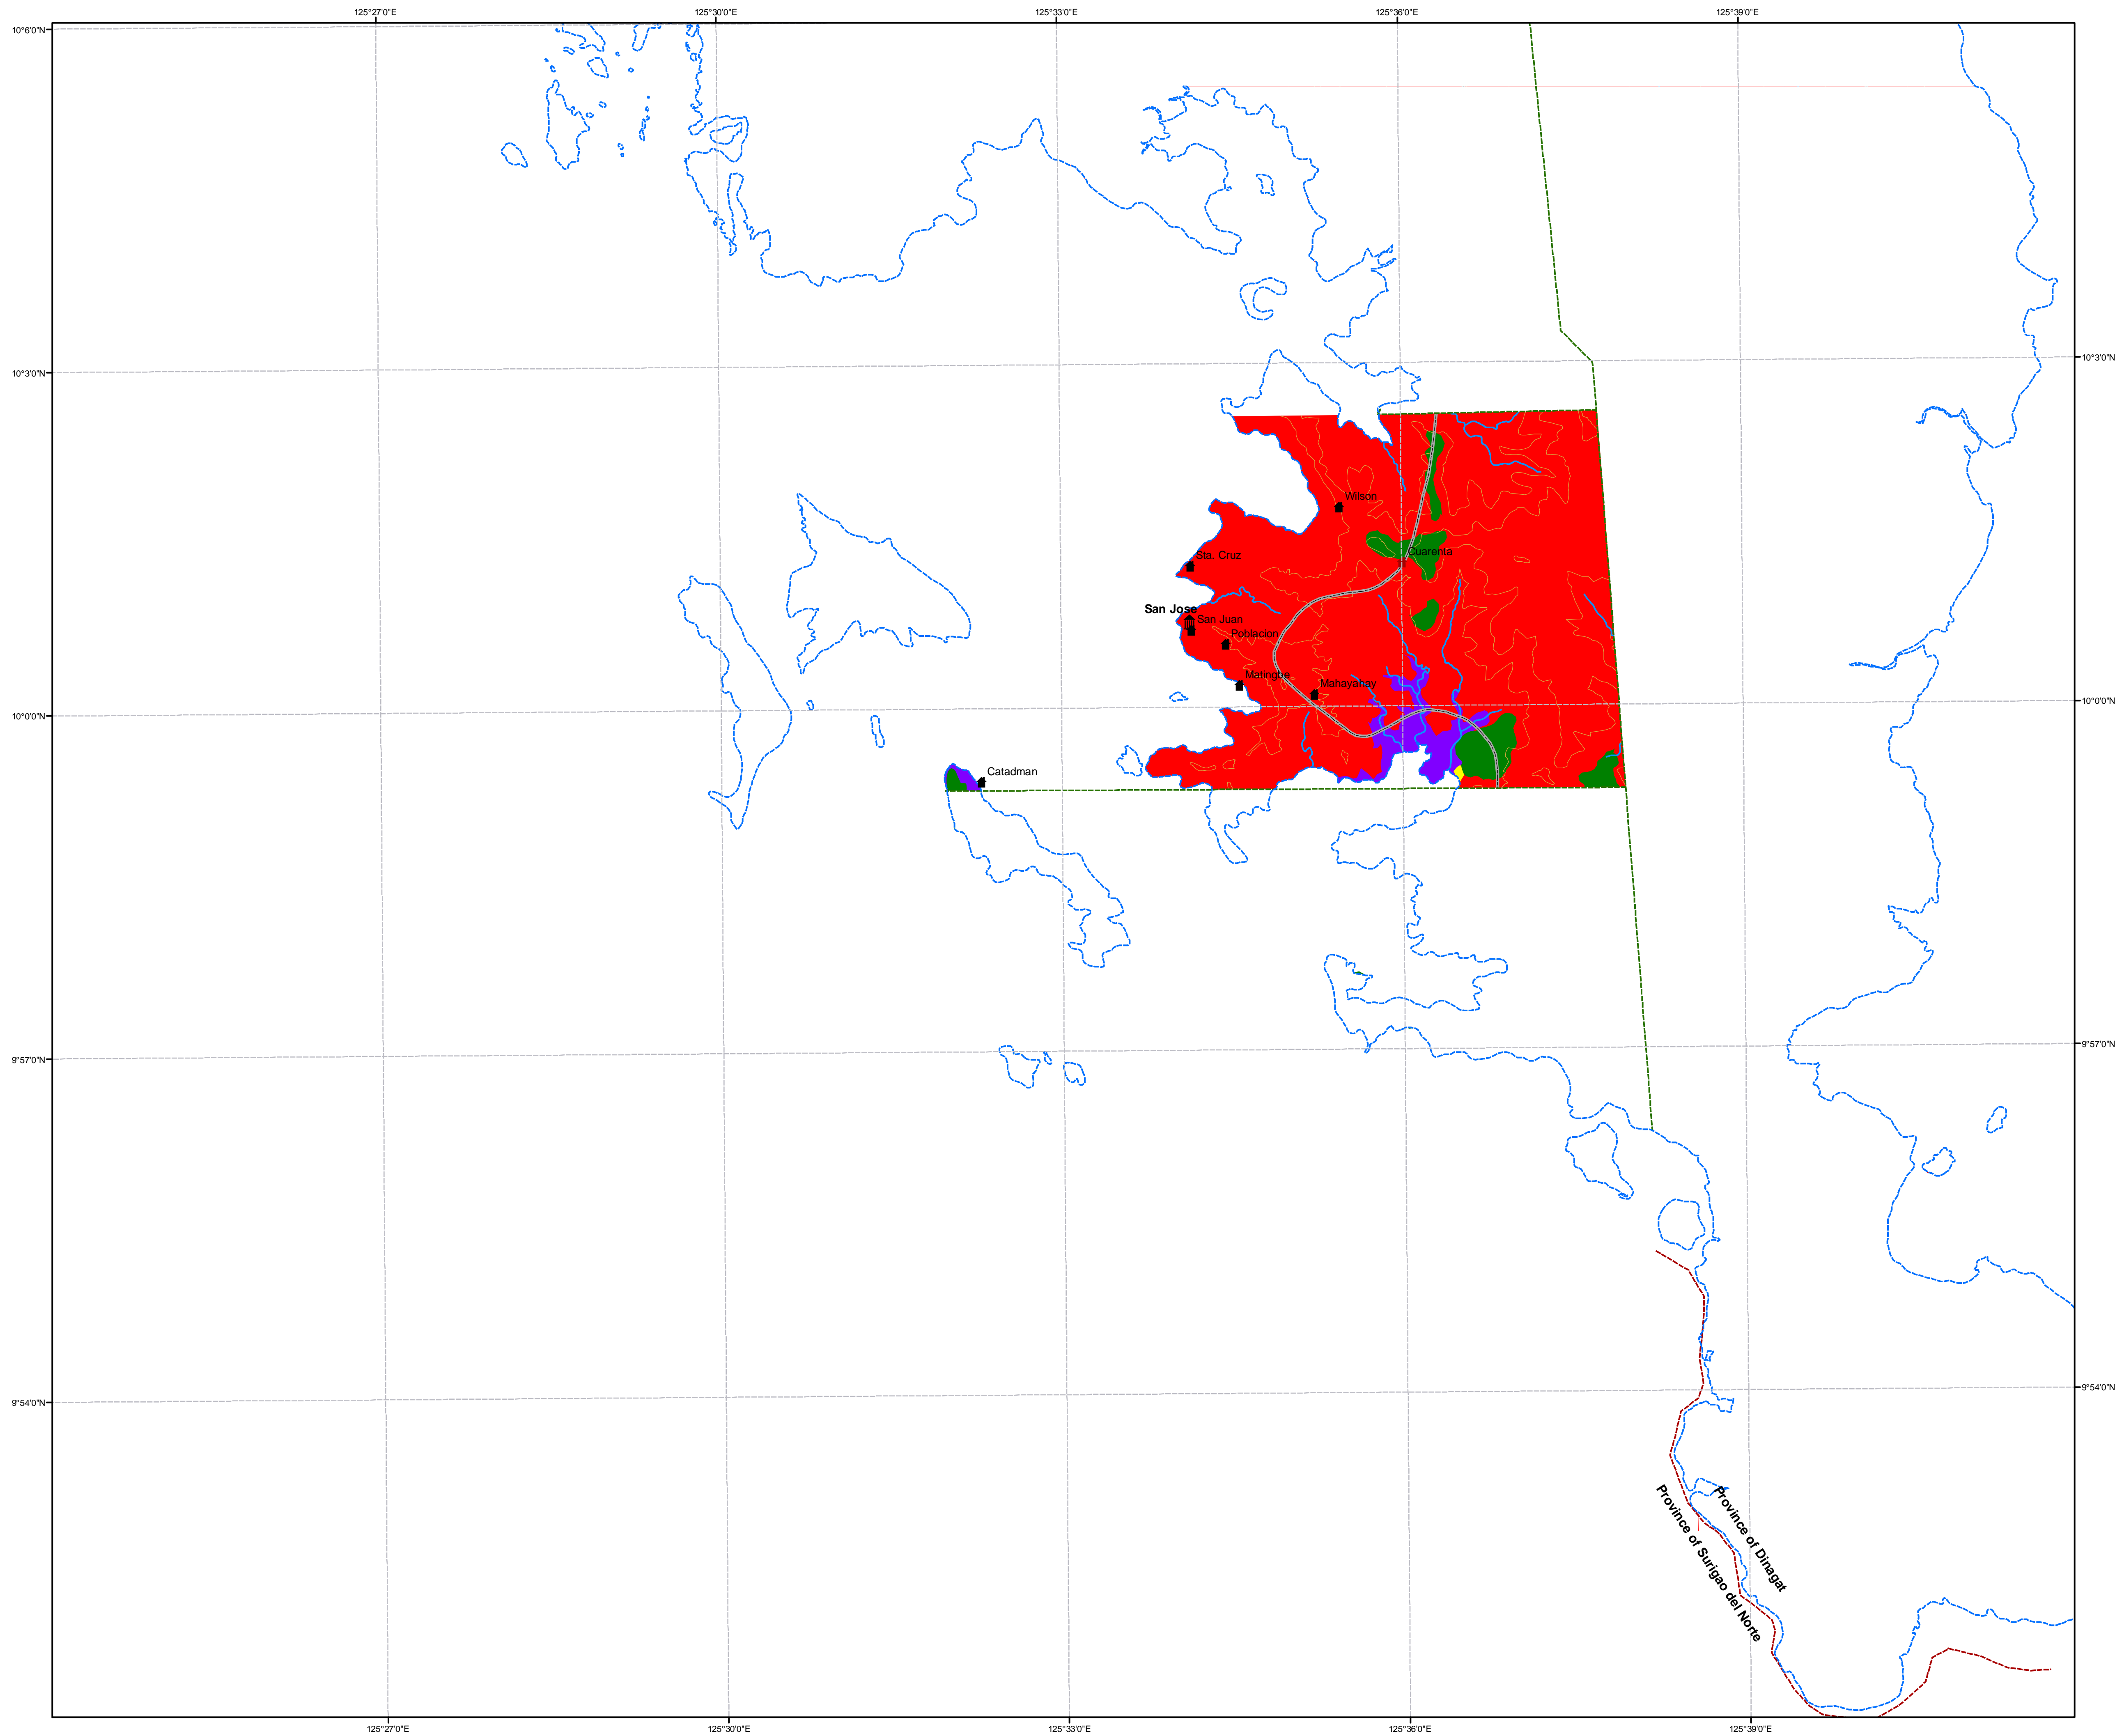 125°27'0"E
125°30'0"E
125°33'0"E
125°36'0"E
125°39'0"E
10°6'0"N
10°3'0"N
10°3'0"N
Wilson
Cuarenta
Sta. Cruz
San Jose
San Juan
Poblacion
Matingbe
Mahayahay
10°0'0"N
10°0'0"N
Catadman
9°57'0"N
9°57'0"N
9°54'0"N
9°54'0"N
Province of Dinagat
Province of Surigao del Norte
125°27'0"E
125°30'0"E
125°33'0"E
125°36'0"E
125°39'0"E